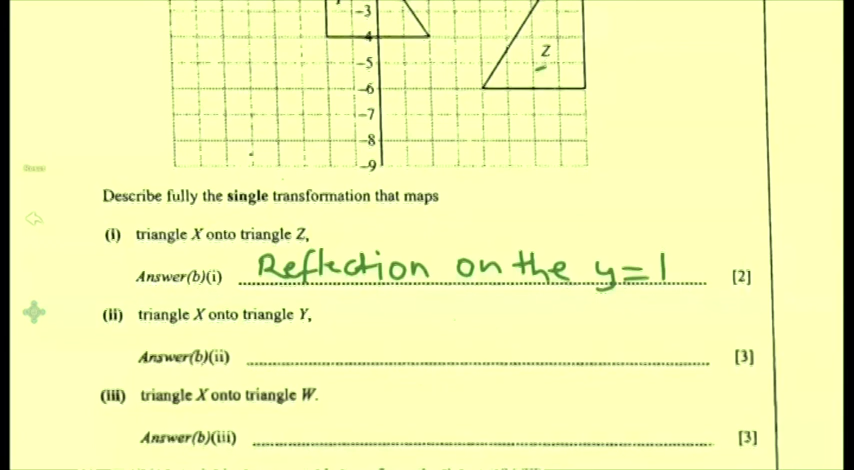 -3
-4
-5
Z
-6
-7
-8
-9
Describe fully the single transformation that maps
(i) triangle X onto triangle Z,
Answer(b)(i) Reflection on the y=1 [2]
(ii) triangle X onto triangle Y,
Answer(b)(ii) [3]
(iii) triangle X onto triangle W.
Answer(b)(iii) [3]